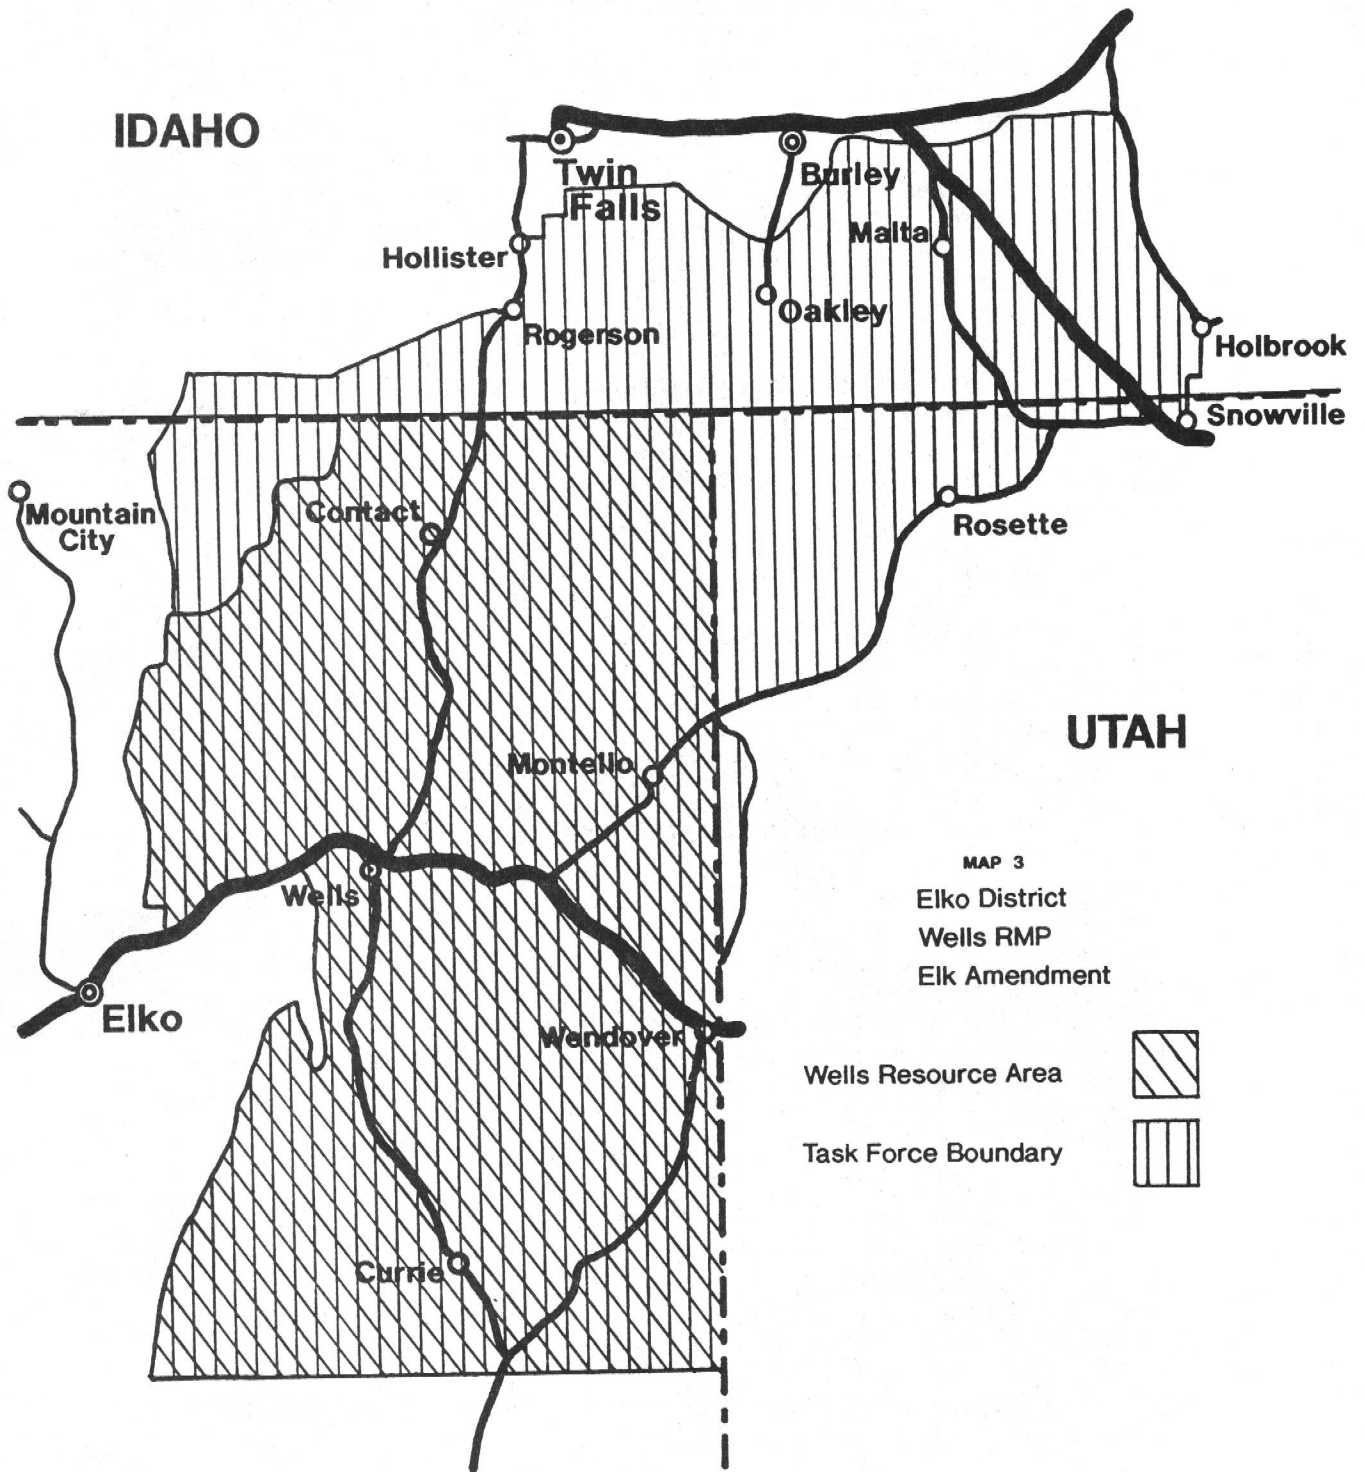 IDAHO
Twin
Falls
Burley
Malta
Hollister
Oakley
Rogerson
Holbrook
Snowville
Contact
Mountain
City
Rosette
UTAH
Montello
MAP 3
Elko District
Wells RMP
Elk Amendment
Wells
Elko
Wendover
Wells Resource Area
Task Force Boundary
Currie